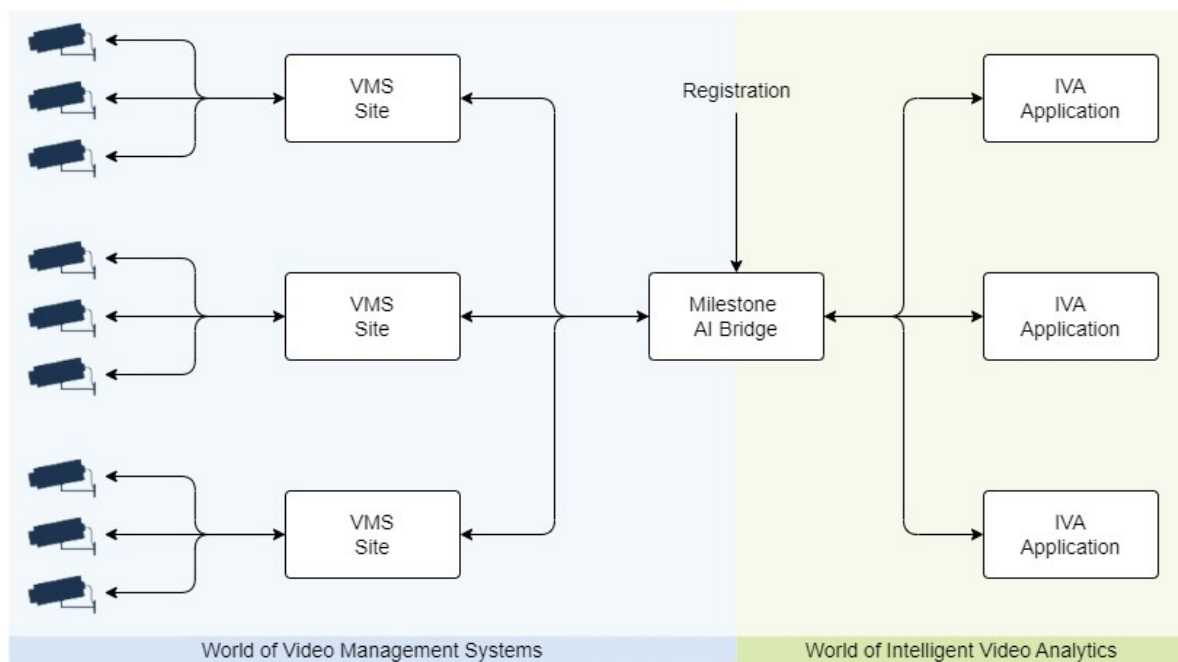 VMS
Site
Registration
IVA
Application
VMS
Site
Milestone
AI Bridge
IVA
Application
VMS
Site
IVA
Application
World of Video Management Systems
World of Intelligent Video Analytics